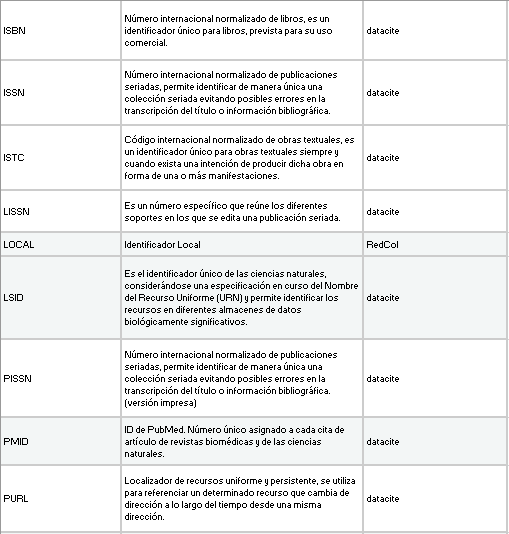 ISBN
Número internacional normalizado de libros, es un
identificador único para libros, prevista para su uso
comercial.
datacite
ISSN
Número internacional normalizado de publicaciones
seriadas, permite identificar de manera única una
colección seriada evitando posibles errores en la
transcripción del título o información bibliográfica.
datacite
ISTC
Código internacional normalizado de obras textuales, es
un identificador único para obras textuales siempre y
cuando exista una intención de producir dicha obra en
forma de una o más manifestaciones.
datacite
LISSN
Es un número específico que reúne los diferentes
soportes en los que se edita una publicación seriada.
datacite
LOCAL
Identificador Local
RedCol
LSID
Es el identificador único de las ciencias naturales,
considerándose una especificación en curso del Nombre
del Recurso Uniforme (URN) y permite identificar los
recursos en diferentes almacenes de datos
biológicamente significativos.
datacite
PISSN
Número internacional normalizado de publicaciones
seriadas, permite identificar de manera única una
colección seriada evitando posibles errores en la
transcripción del título o información bibliográfica.
(versión impresa)
datacite
PMID
ID de PubMed. Número único asignado a cada cita de
artículo de revistas biomédicas y de las ciencias
naturales.
datacite
PURL
Localizador de recursos uniforme y persistente, se utiliza
para referenciar un determinado recurso que cambia de
dirección a lo largo del tiempo desde una misma
dirección.
datacite